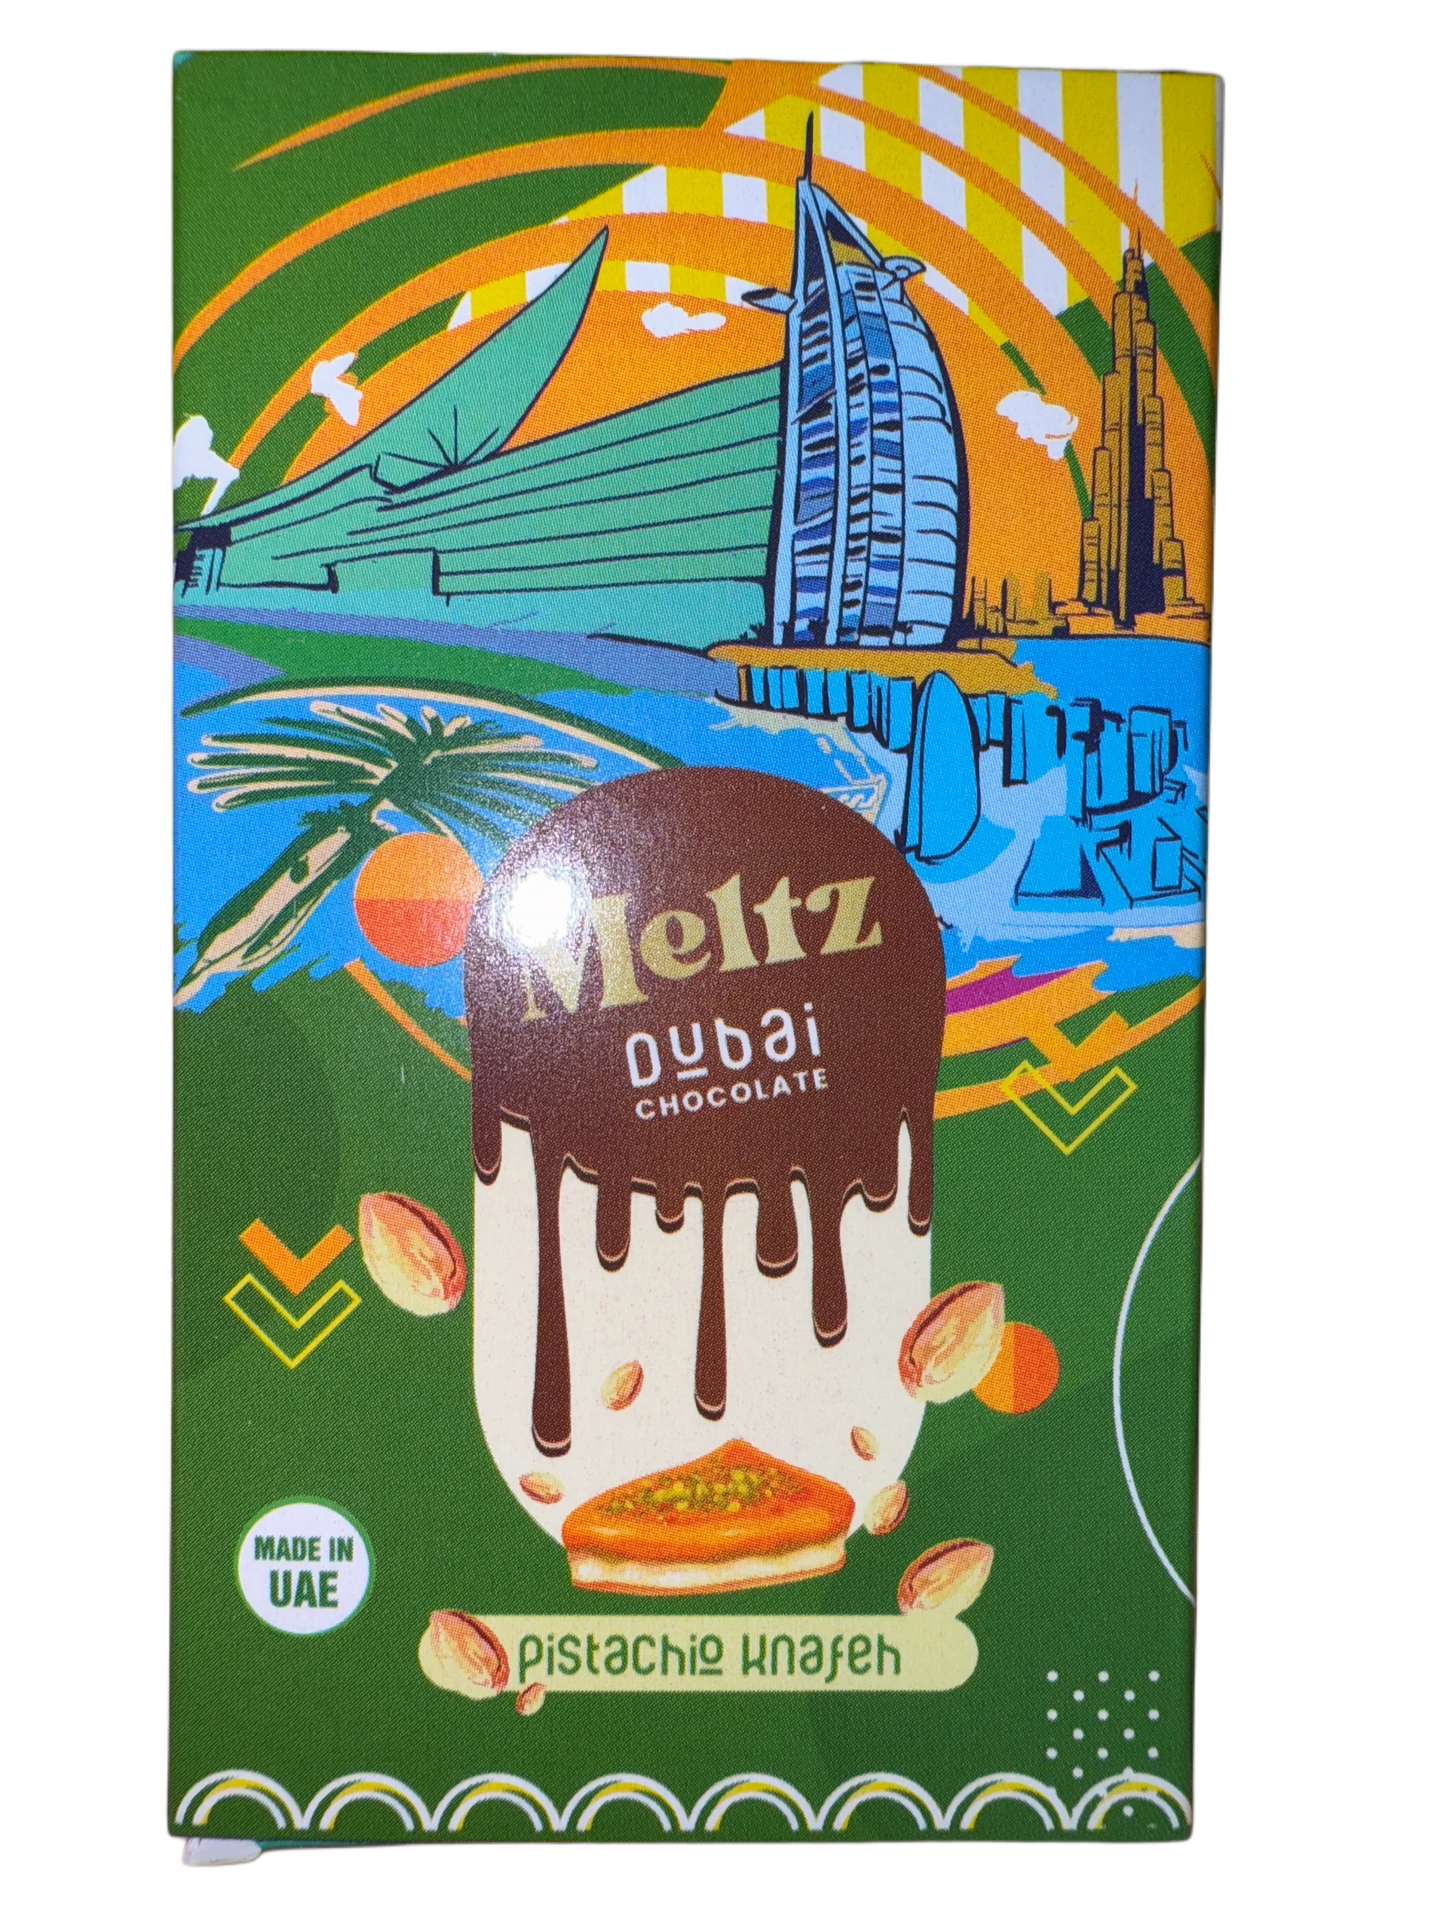 Meltz
Dubai
CHOCOLATE
MADE IN
UAE
Pistachio Knafeh